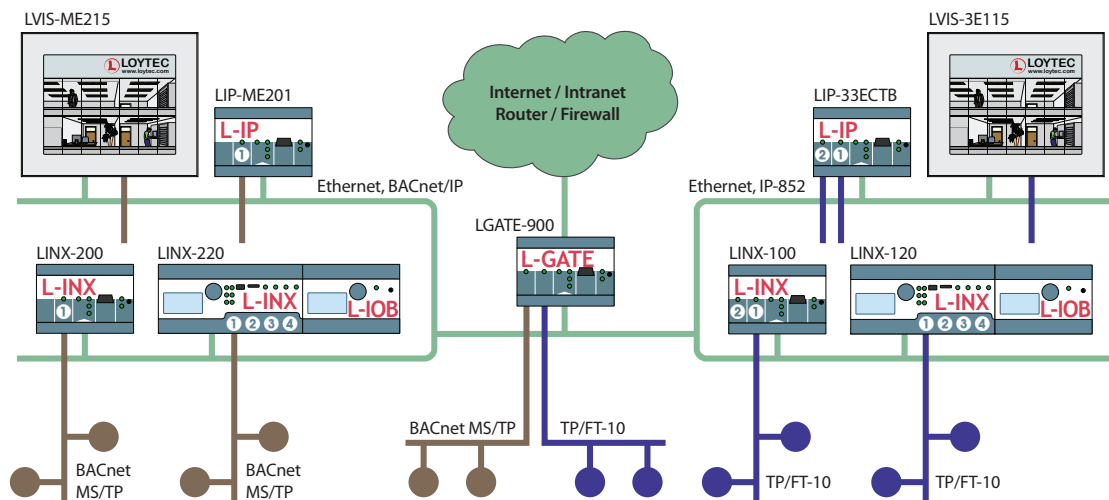 LVIS-ME215
LOYTEC
www.loytec.com
LIP-ME201
L-IP
1
Internet / Intranet
Router / Firewall
LIP-33ECTB
L-IP
2 1
LVIS-3E115
LOYTEC
www.loytec.com
Ethernet, BACnet/IP
Ethernet, IP-852
LGATE-900
L-GATE
LINX-200
L-INX
1
LINX-220
L-INX
1 2 3 4
L-IOB
LINX-100
L-INX
2 1
LINX-120
L-INX
1 2 3 4
L-IOB
BACnet MS/TP
TP/FT-10
BACnet
MS/TP
BACnet
MS/TP
TP/FT-10
TP/FT-10